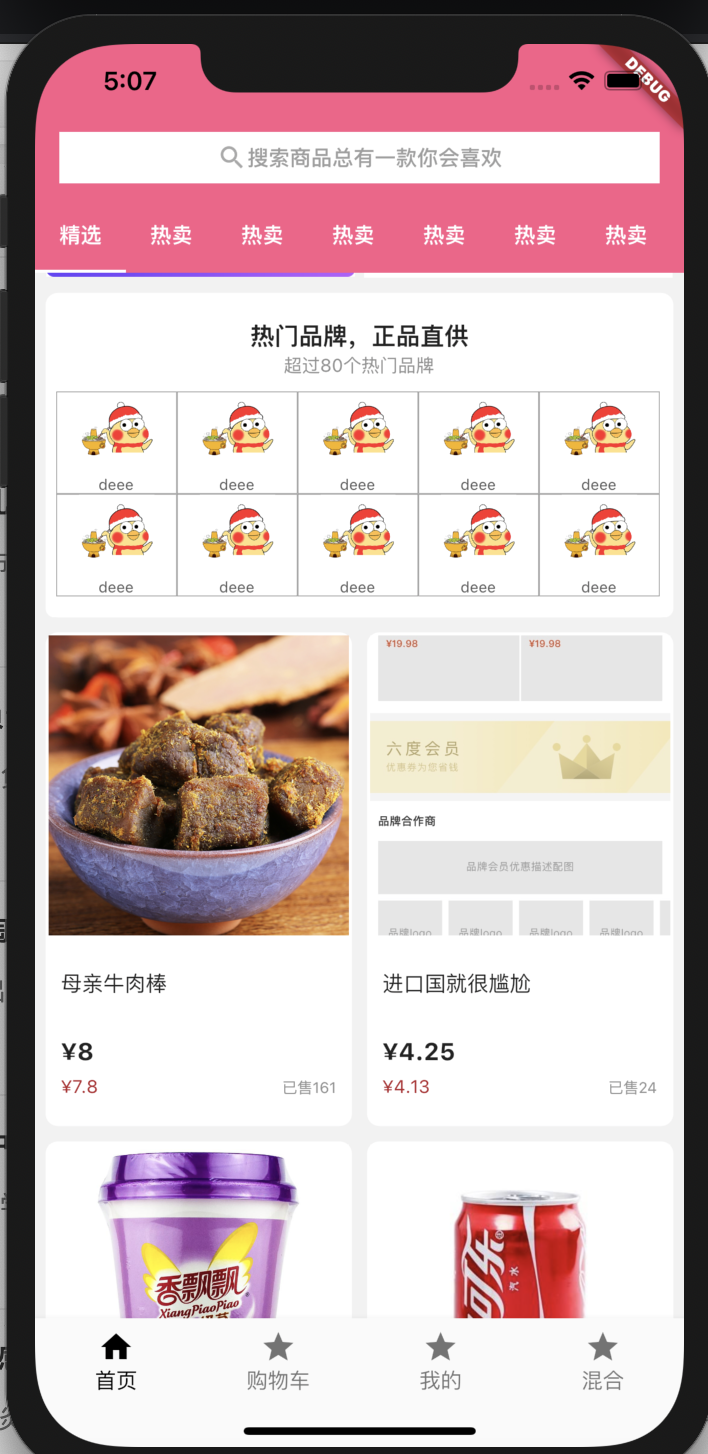 5:07
DEBUG
搜索商品总有一款你会喜欢
精选 热卖 热卖 热卖 热卖 热卖 热卖
热门品牌，正品直供
超过80个热门品牌
deee deee deee deee deee
deee deee deee deee deee
¥19.98 ¥19.98
六度会员
优惠券为您省钱
品牌合作商
品牌会员优惠描述配图
品牌logo 品牌logo 品牌logo 品牌logo
母亲牛肉棒
¥8
¥7.8 已售161
进口国就很尴尬
¥4.25
¥4.13 已售24
香飘飘
XiangPiaoPiao
可乐
汽水
首页 购物车 我的 混合